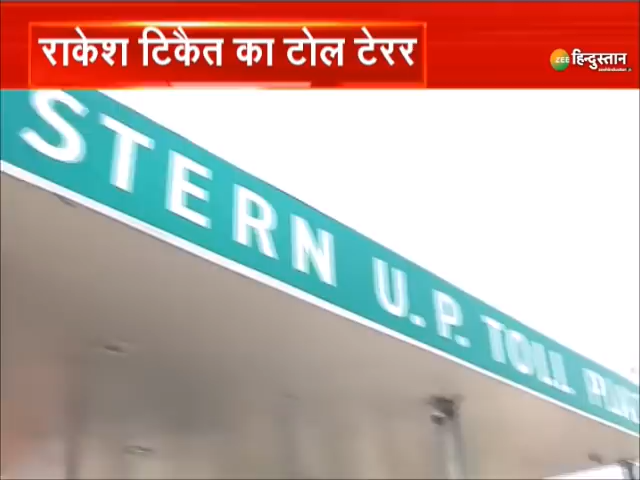 राकेश टिकैत का टोल टेरर
ZEE हिन्दुस्तान
STERN U.P. TOLL